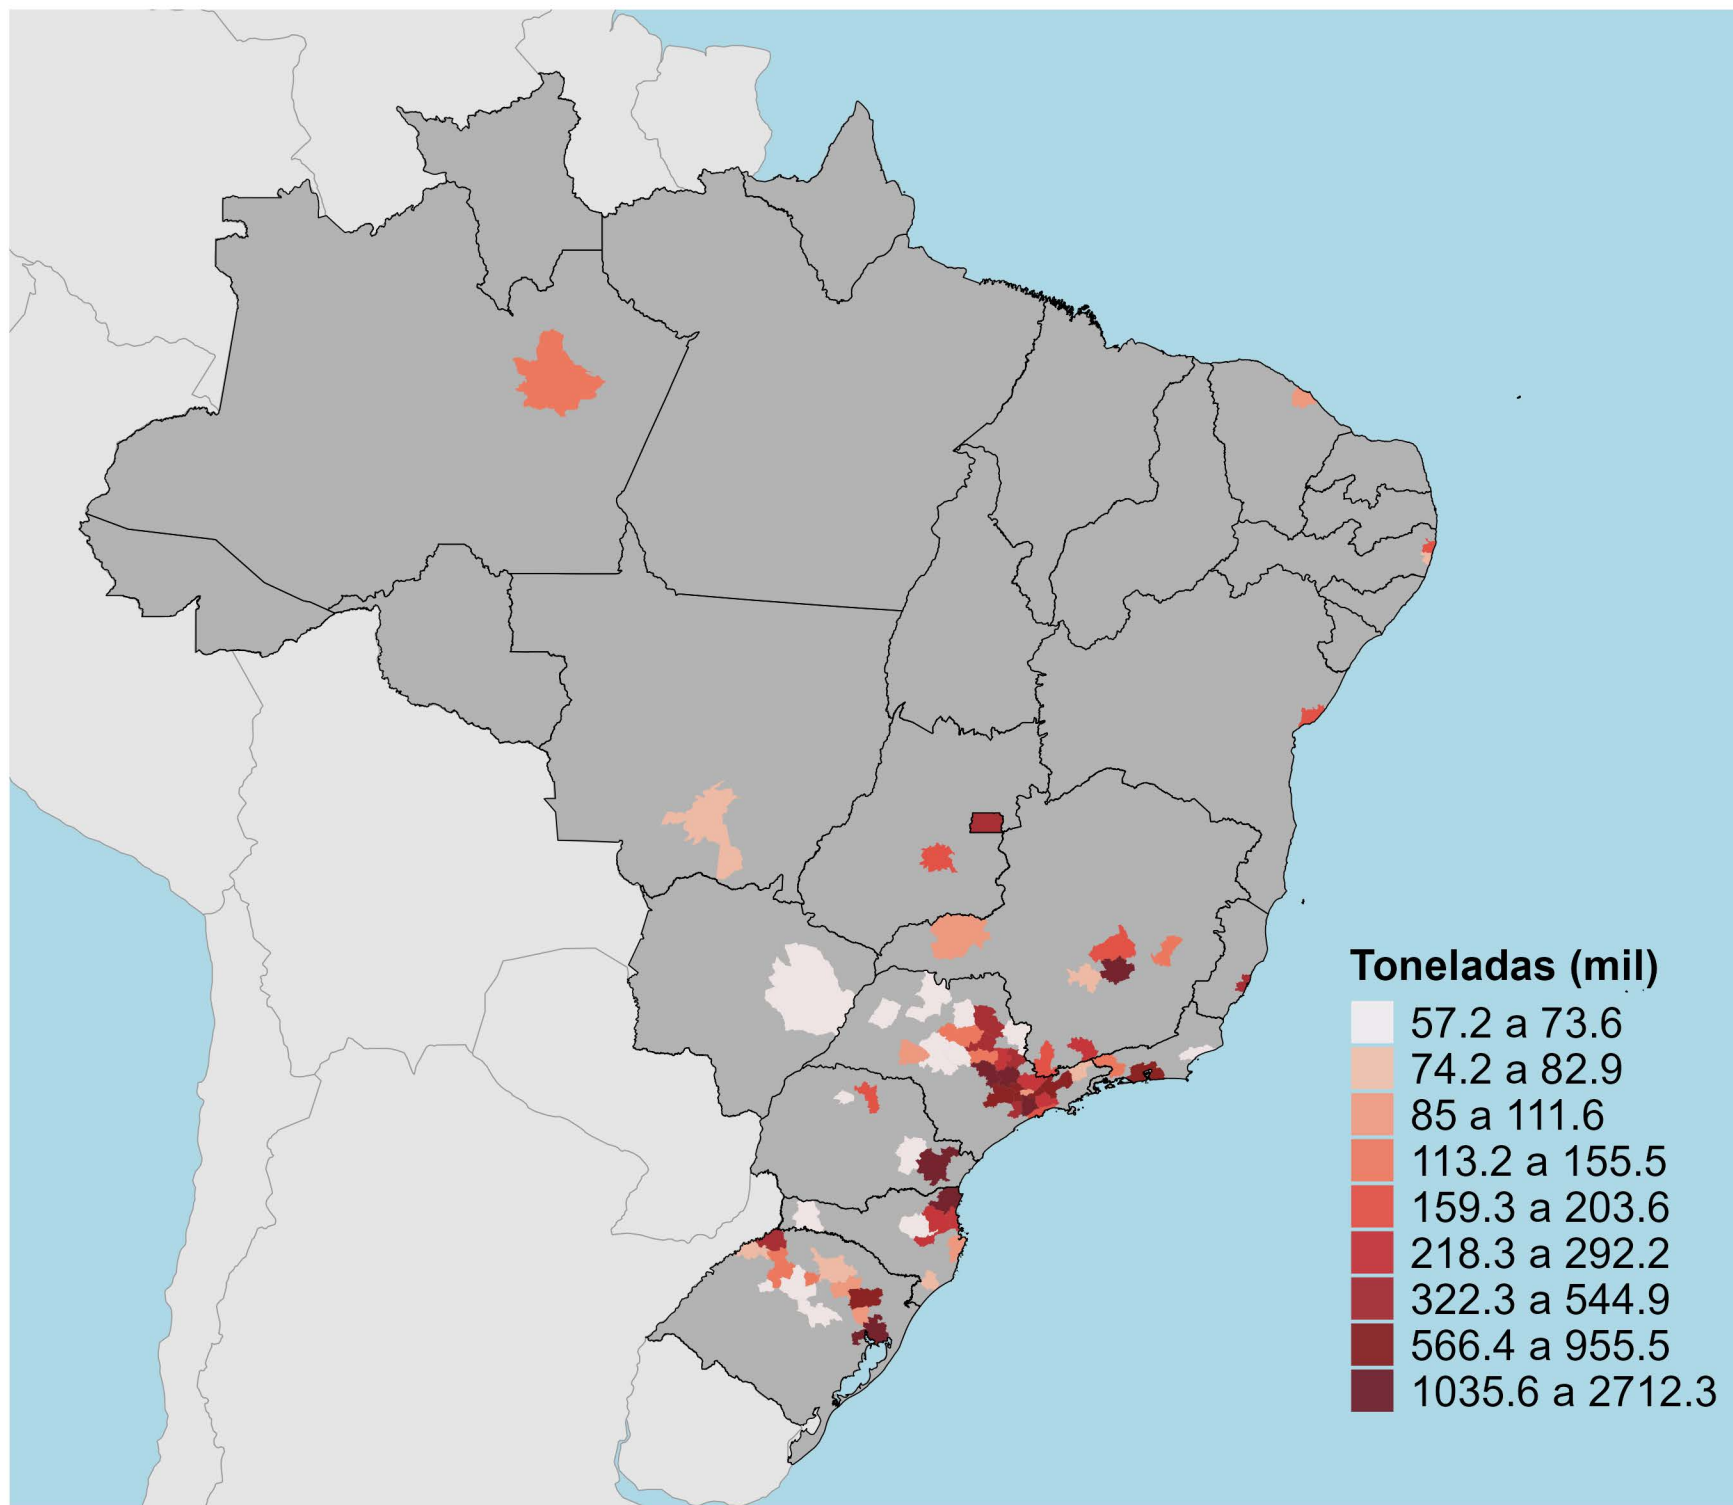 Toneladas (mil)
57.2 a 73.6
74.2 a 82.9
85 a 111.6
113.2 a 155.5
159.3 a 203.6
218.3 a 292.2
322.3 a 544.9
566.4 a 955.5
1035.6 a 2712.3